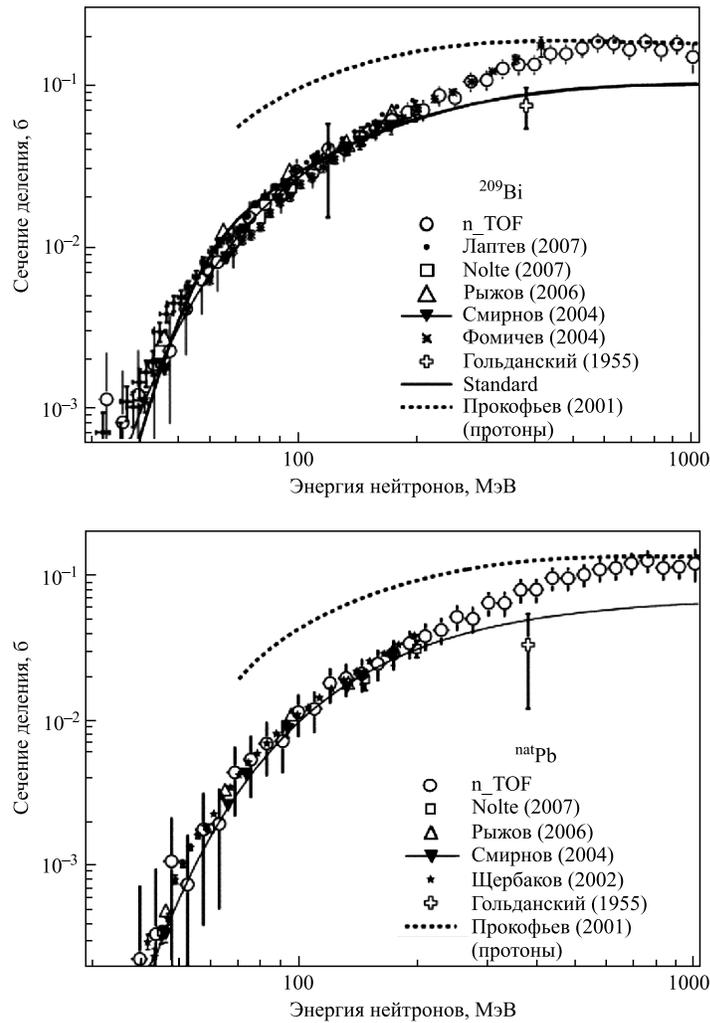 Сечение деления, б
10⁻¹
10⁻²
10⁻³
²⁰⁹Bi
n_TOF
Лаптев (2007)
Nolte (2007)
Рыжов (2006)
Смирнов (2004)
Фомичев (2004)
Гольданский (1955)
Standard
Прокофьев (2001)
(протоны)
100
1000
Энергия нейтронов, МэВ
Сечение деления, б
10⁻¹
10⁻²
10⁻³
ⁿᵃᵗPb
n_TOF
Nolte (2007)
Рыжов (2006)
Смирнов (2004)
Щербаков (2002)
Гольданский (1955)
Прокофьев (2001)
(протоны)
100
1000
Энергия нейтронов, МэВ